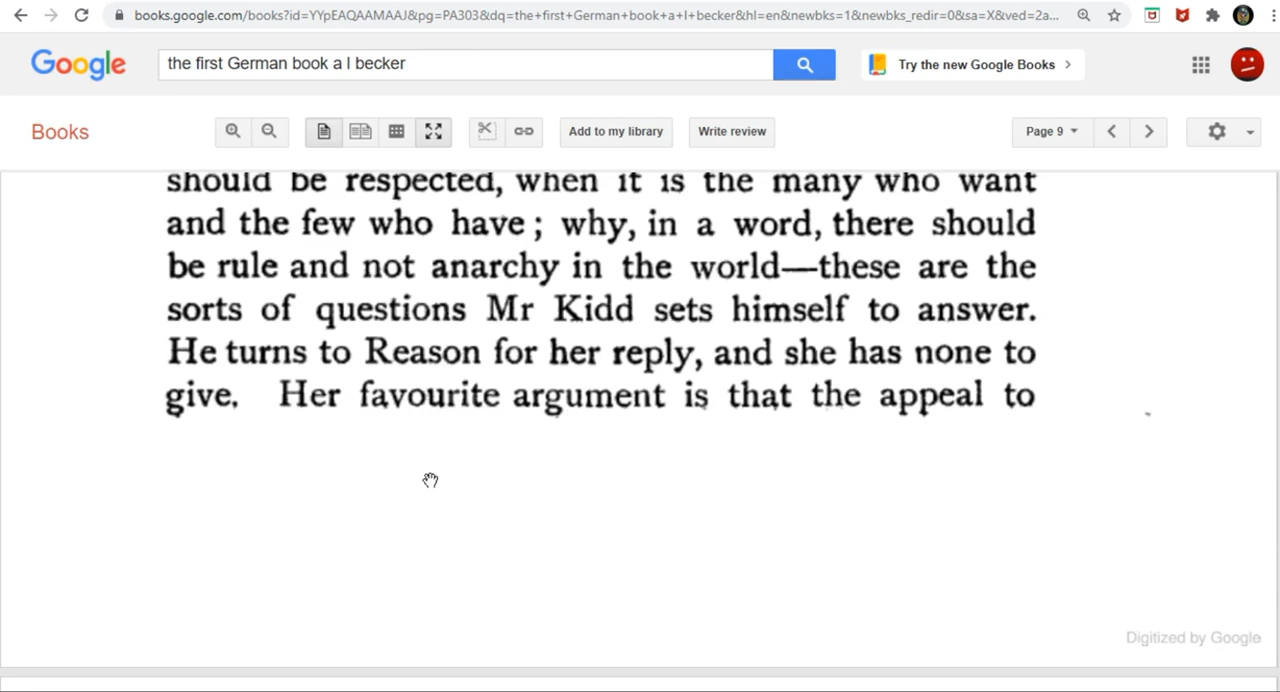 books.google.com/books?id=YYpEAQAAMAAJ&pg=PA303&dq=the+first+German+book+a+l+becker&hl=en&newbks=1&newbks_redir=0&sa=X&ved=2a...
Google
the first German book a l becker
Try the new Google Books
Books
Add to my library
Write review
Page 9
should be respected, when it is the many who want
and the few who have; why, in a word, there should
be rule and not anarchy in the world—these are the
sorts of questions Mr Kidd sets himself to answer.
He turns to Reason for her reply, and she has none to
give. Her favourite argument is that the appeal to
Digitized by Google